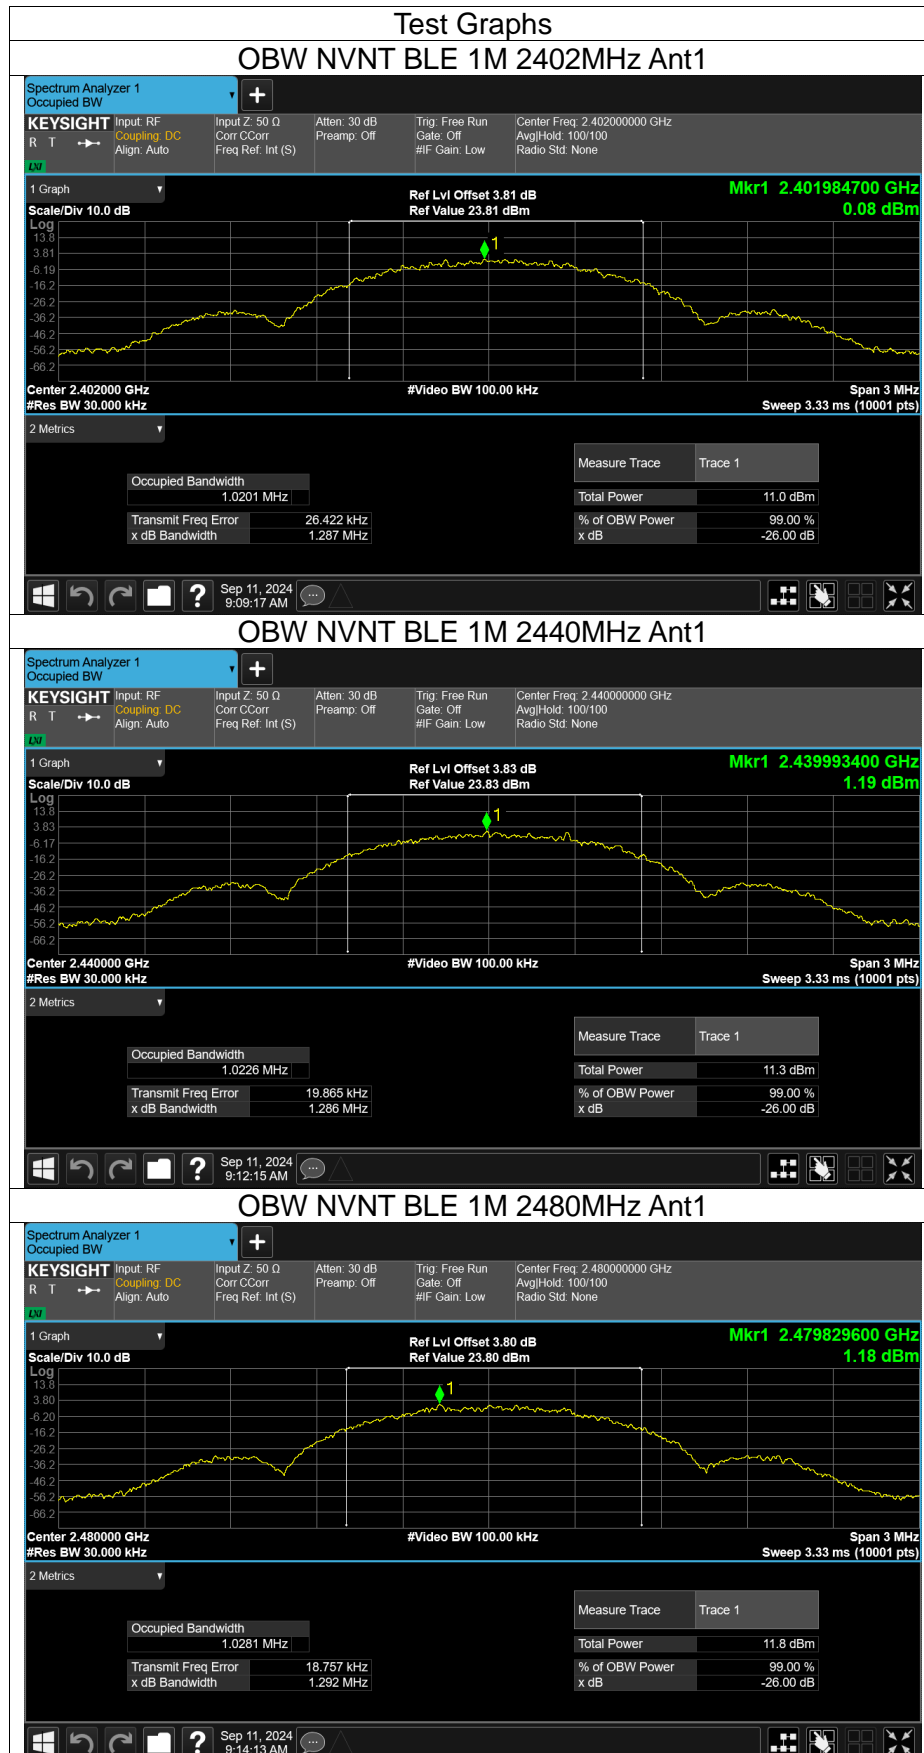 Test Graphs
OBW NVNT BLE 1M 2402MHz Ant1
Spectrum Analyzer 1
Occupied BW
KEYSIGHT Input: RF Input Z: 50 Ω Atten: 30 dB Trig: Free Run Center Freq: 2.402000000 GHz
R T Coupling: DC Corr CCorr Preamp: Off Gate: Off Avg|Hold: 100/100
Align: Auto Freq Ref: Int (S) #IF Gain: Low Radio Std: None
LXI
1 Graph
Ref Lvl Offset 3.81 dB Mkr1 2.401984700 GHz
Scale/Div 10.0 dB Ref Value 23.81 dBm 0.08 dBm
Log
13.8
1
3.81
-6.19
-16.2
-26.2
-36.2
-46.2
-56.2
-66.2
Center 2.402000 GHz #Video BW 100.00 kHz Span 3 MHz
#Res BW 30.000 kHz Sweep 3.33 ms (10001 pts)
2 Metrics
Measure Trace Trace 1
Occupied Bandwidth
1.0201 MHz Total Power 11.0 dBm
Transmit Freq Error 26.422 kHz % of OBW Power 99.00 %
x dB Bandwidth 1.287 MHz x dB -26.00 dB
? Sep 11, 2024
9:09:17 AM
OBW NVNT BLE 1M 2440MHz Ant1
Spectrum Analyzer 1
Occupied BW
KEYSIGHT Input: RF Input Z: 50 Ω Atten: 30 dB Trig: Free Run Center Freq: 2.440000000 GHz
R T Coupling: DC Corr CCorr Preamp: Off Gate: Off Avg|Hold: 100/100
Align: Auto Freq Ref: Int (S) #IF Gain: Low Radio Std: None
LXI
1 Graph
Ref Lvl Offset 3.83 dB Mkr1 2.439993400 GHz
Scale/Div 10.0 dB Ref Value 23.83 dBm 1.19 dBm
Log
13.8
1
3.83
-6.17
-16.2
-26.2
-36.2
-46.2
-56.2
-66.2
Center 2.440000 GHz #Video BW 100.00 kHz Span 3 MHz
#Res BW 30.000 kHz Sweep 3.33 ms (10001 pts)
2 Metrics
Measure Trace Trace 1
Occupied Bandwidth
1.0226 MHz Total Power 11.3 dBm
Transmit Freq Error 19.865 kHz % of OBW Power 99.00 %
x dB Bandwidth 1.286 MHz x dB -26.00 dB
? Sep 11, 2024
9:12:15 AM
OBW NVNT BLE 1M 2480MHz Ant1
Spectrum Analyzer 1
Occupied BW
KEYSIGHT Input: RF Input Z: 50 Ω Atten: 30 dB Trig: Free Run Center Freq: 2.480000000 GHz
R T Coupling: DC Corr CCorr Preamp: Off Gate: Off Avg|Hold: 100/100
Align: Auto Freq Ref: Int (S) #IF Gain: Low Radio Std: None
LXI
1 Graph
Ref Lvl Offset 3.80 dB Mkr1 2.479829600 GHz
Scale/Div 10.0 dB Ref Value 23.80 dBm 1.18 dBm
Log
13.8
1
3.80
-6.20
-16.2
-26.2
-36.2
-46.2
-56.2
-66.2
Center 2.480000 GHz #Video BW 100.00 kHz Span 3 MHz
#Res BW 30.000 kHz Sweep 3.33 ms (10001 pts)
2 Metrics
Measure Trace Trace 1
Occupied Bandwidth
1.0281 MHz Total Power 11.8 dBm
Transmit Freq Error 18.757 kHz % of OBW Power 99.00 %
x dB Bandwidth 1.292 MHz x dB -26.00 dB
? Sep 11, 2024
9:14:13 AM